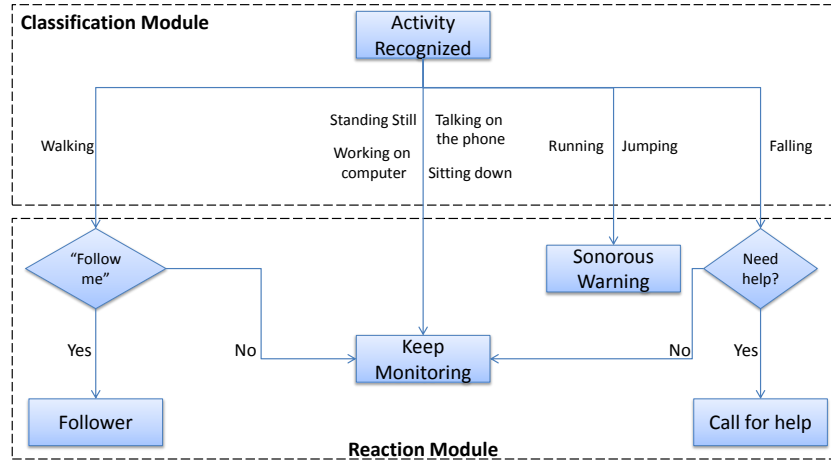 Classification Module
Activity
Recognized
Walking
Standing Still
Talking on
the phone
Working on
computer
Sitting down
Running
Jumping
Falling
“Follow
me”
Sonorous
Warning
Need
help?
Yes
No
Keep
Monitoring
No
Yes
Follower
Call for help
Reaction Module